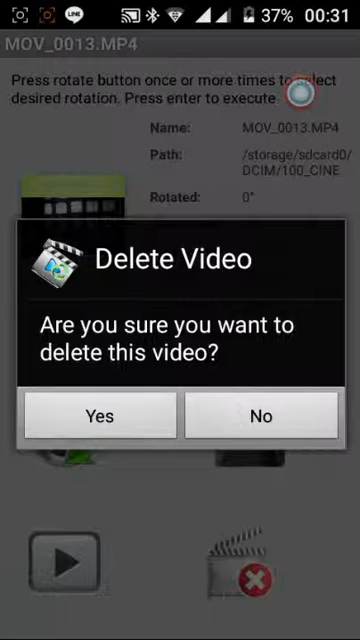 LINE
37% 00:31
MOV_0013.MP4
Press rotate button once or more times to select
desired rotation. Press enter to execute
Name: MOV_0013.MP4
Path: /storage/sdcard0/
DCIM/100_CINE
Rotated: 0°
Delete Video
Are you sure you want to
delete this video?
Yes No